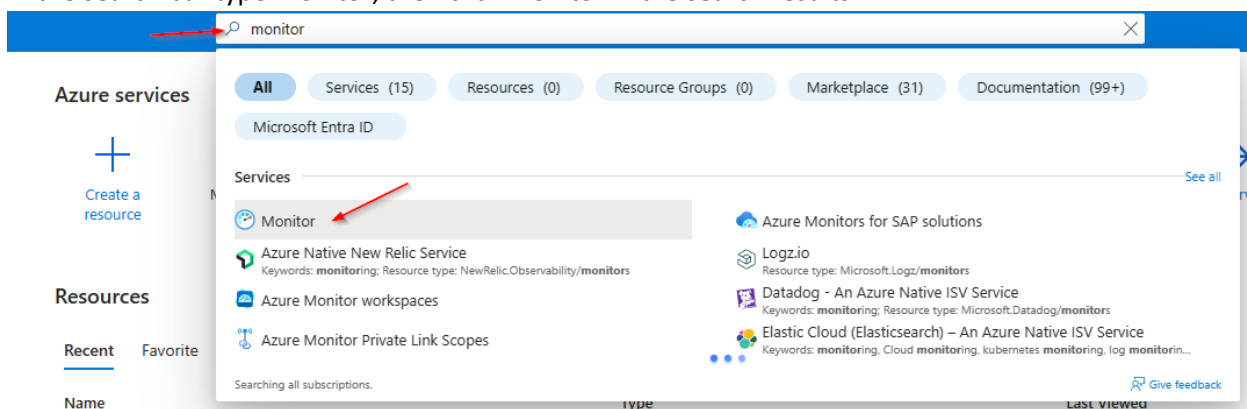 monitor
All Services (15) Resources (0) Resource Groups (0) Marketplace (31) Documentation (99+)
Microsoft Entra ID
Azure services
Create a
resource
Services See all
Monitor
Azure Native New Relic Service
Keywords: monitoring; Resource type: NewRelic.Observability/monitors
Azure Monitor workspaces
Azure Monitor Private Link Scopes
Azure Monitors for SAP solutions
Logz.io
Resource type: Microsoft.Logz/monitors
Datadog - An Azure Native ISV Service
Keywords: monitoring; Resource type: Microsoft.Datadog/monitors
Elastic Cloud (Elasticsearch) – An Azure Native ISV Service
Keywords: monitoring, Cloud monitoring, kubernetes monitoring, log monitorin...
Searching all subscriptions. Give feedback
Resources
Recent Favorite
Name Type Last Viewed